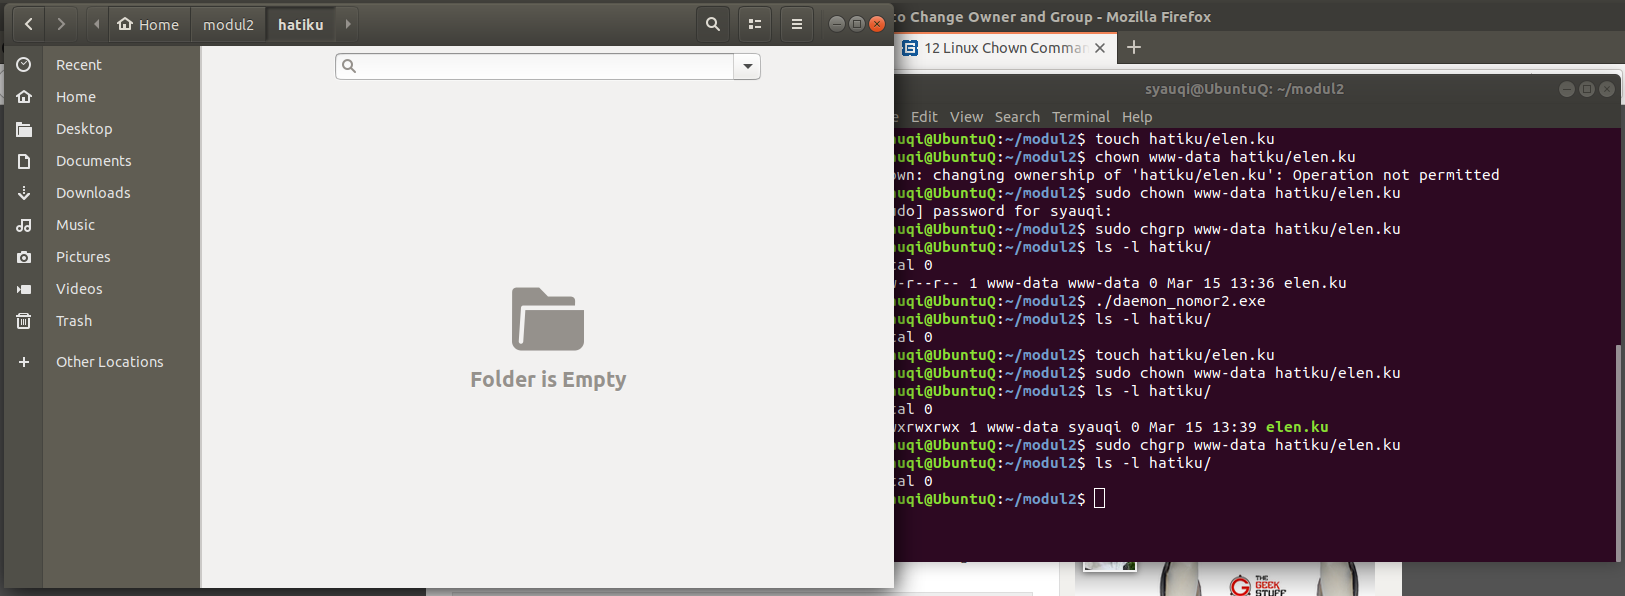 Home
modul2
hatiku
Recent
Home
Desktop
Documents
Downloads
Music
Pictures
Videos
Trash
Other Locations
Folder is Empty
to Change Owner and Group - Mozilla Firefox
12 Linux Chown Comman
syauqi@UbuntuQ: ~/modul2
e Edit View Search Terminal Help
uqi@UbuntuQ:~/modul2$ touch hatiku/elen.ku
uqi@UbuntuQ:~/modul2$ chown www-data hatiku/elen.ku
wn: changing ownership of 'hatiku/elen.ku': Operation not permitted
uqi@UbuntuQ:~/modul2$ sudo chown www-data hatiku/elen.ku
do] password for syauqi:
uqi@UbuntuQ:~/modul2$ sudo chgrp www-data hatiku/elen.ku
uqi@UbuntuQ:~/modul2$ ls -l hatiku/
al 0
-r--r-- 1 www-data www-data 0 Mar 15 13:36 elen.ku
uqi@UbuntuQ:~/modul2$ ./daemon_nomor2.exe
uqi@UbuntuQ:~/modul2$ ls -l hatiku/
al 0
uqi@UbuntuQ:~/modul2$ touch hatiku/elen.ku
uqi@UbuntuQ:~/modul2$ sudo chown www-data hatiku/elen.ku
uqi@UbuntuQ:~/modul2$ ls -l hatiku/
al 0
xrwxrwx 1 www-data syauqi 0 Mar 15 13:39 elen.ku
uqi@UbuntuQ:~/modul2$ sudo chgrp www-data hatiku/elen.ku
uqi@UbuntuQ:~/modul2$ ls -l hatiku/
al 0
uqi@UbuntuQ:~/modul2$
THE
GEEK
STUFF